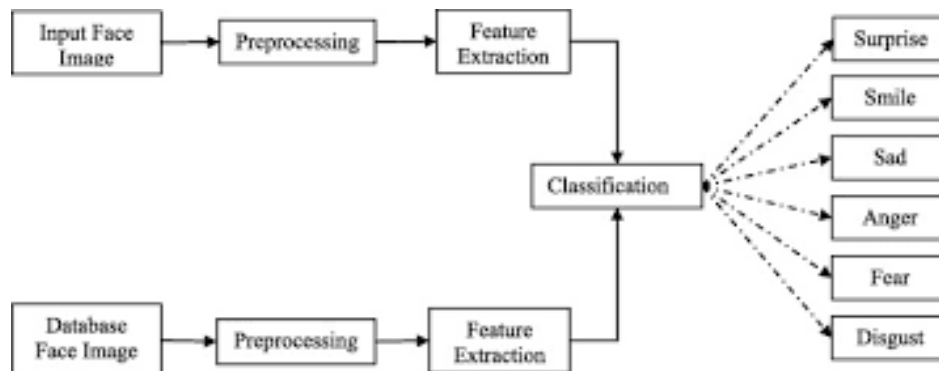 Input Face
Image
Preprocessing
Feature
Extraction
Surprise
Smile
Sad
Classification
Anger
Fear
Disgust
Database
Face Image
Preprocessing
Feature
Extraction